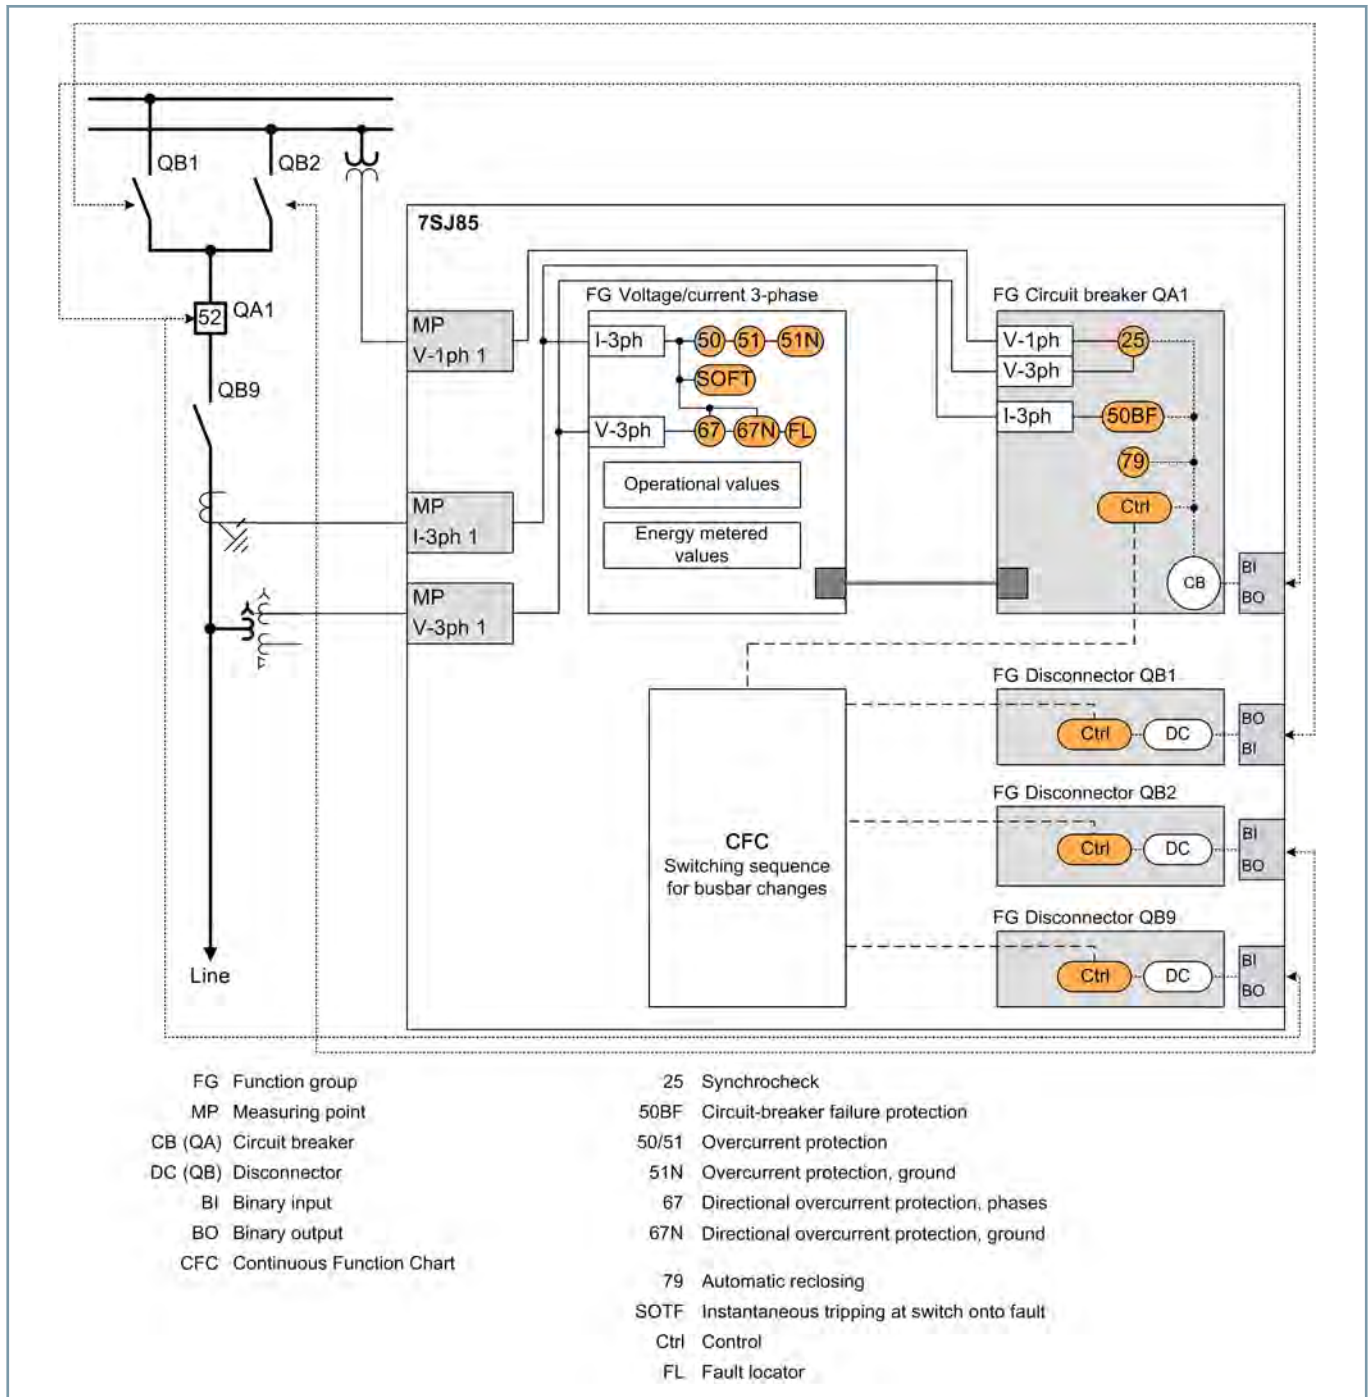 QB1
QB2
7SJ85
52
QA1
MP
V-1ph 1
QB9
MP
I-3ph 1
MP
V-3ph 1
Line
FG Voltage/current 3-phase
I-3ph
50
51
51N
SOFT
V-3ph
67
67N
FL
Operational values
Energy metered
values
FG Circuit breaker QA1
V-1ph
25
V-3ph
I-3ph
50BF
79
Ctrl
CB
BI
BO
CFC
Switching sequence
for busbar changes
FG Disconnector QB1
Ctrl
DC
BO
BI
FG Disconnector QB2
Ctrl
DC
BI
BO
FG Disconnector QB9
Ctrl
DC
BI
BO
FG Function group
MP Measuring point
CB (QA) Circuit breaker
DC (QB) Disconnector
BI Binary input
BO Binary output
CFC Continuous Function Chart
25 Synchrocheck
50BF Circuit-breaker failure protection
50/51 Overcurrent protection
51N Overcurrent protection, ground
67 Directional overcurrent protection, phases
67N Directional overcurrent protection, ground
79 Automatic reclosing
SOTF Instantaneous tripping at switch onto fault
Ctrl Control
FL Fault locator